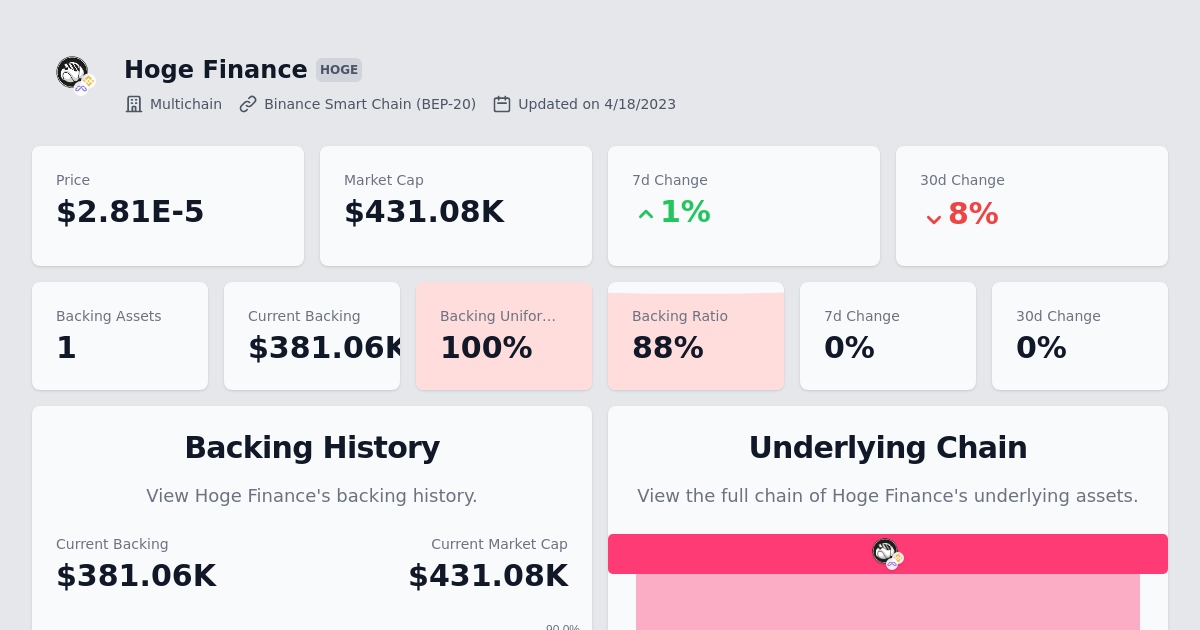 Hoge Finance HOGE
Multichain Binance Smart Chain (BEP-20) Updated on 4/18/2023
Price Market Cap 7d Change 30d Change
$2.81E-5 $431.08K 1% 8%
Backing Assets Current Backing Backing Unifor… Backing Ratio 7d Change 30d Change
1 $381.06K 100% 88% 0% 0%
Backing History
View Hoge Finance's backing history.
Current Backing Current Market Cap
$381.06K $431.08K
90.0%
Underlying Chain
View the full chain of Hoge Finance's underlying assets.